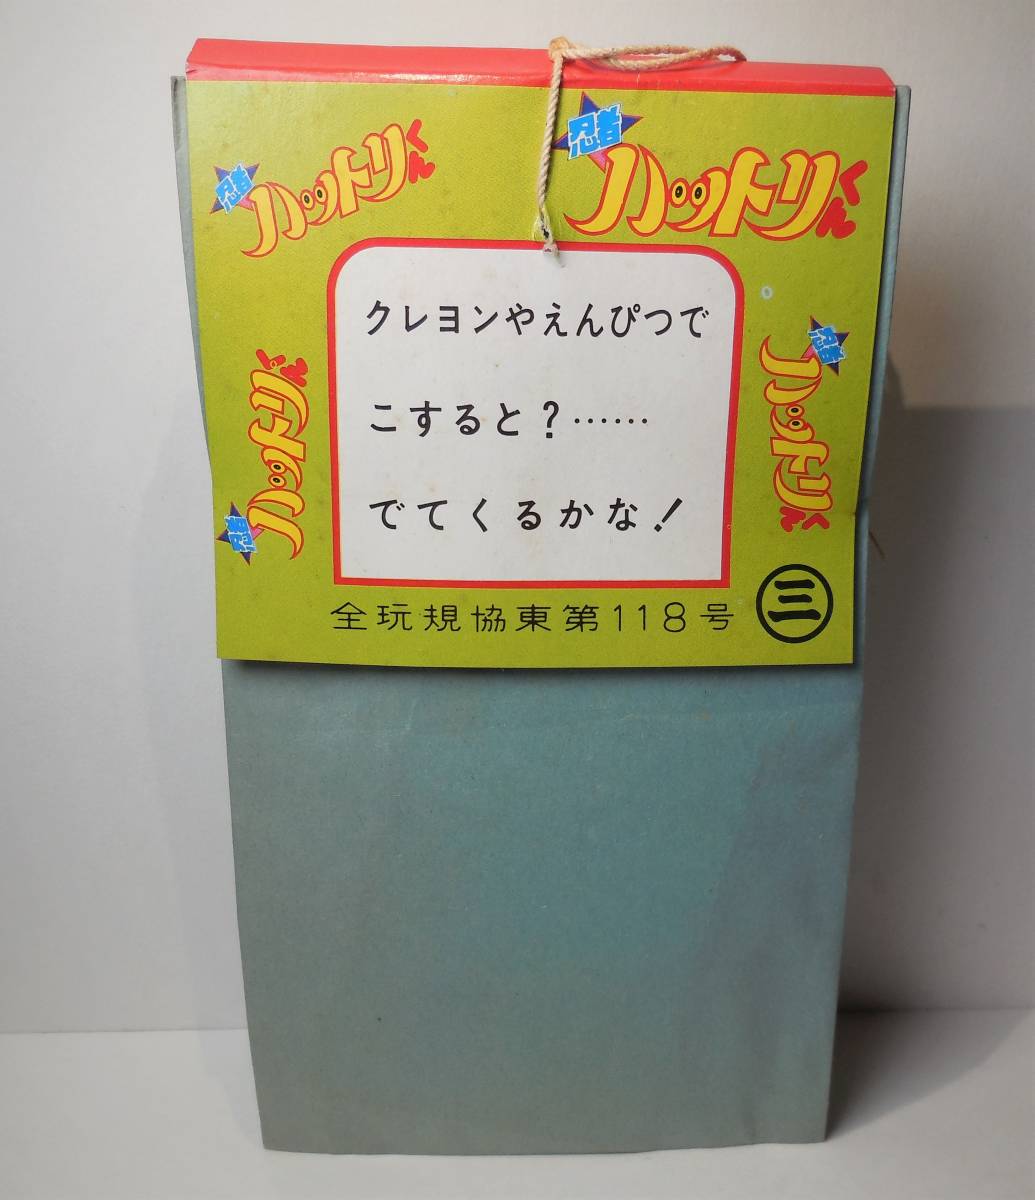 忍者ハットリくん
忍者ハットリくん
クレヨンやえんぴつで
こすると?……
でてくるかな!
忍者ハットリくん
忍者ハットリくん
全玩規協東第118号 三